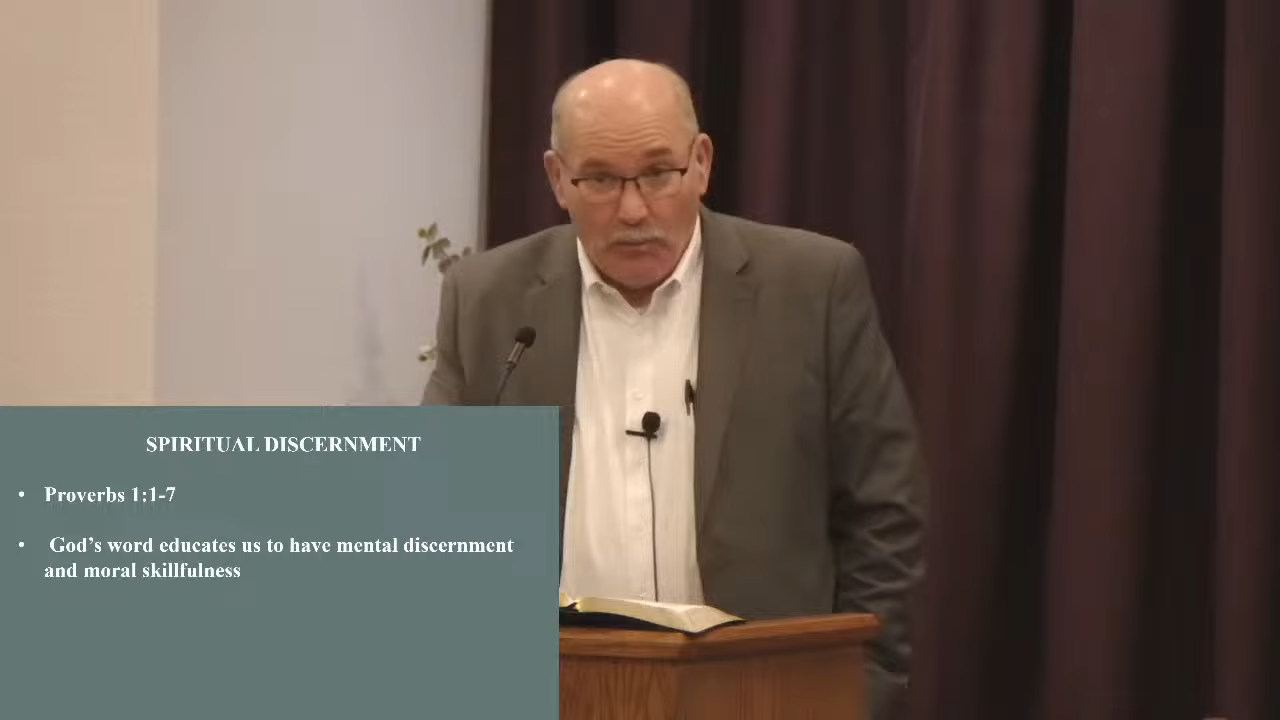 SPIRITUAL DISCERNMENT
• Proverbs 1:1-7
• God’s word educates us to have mental discernment
and moral skillfulness